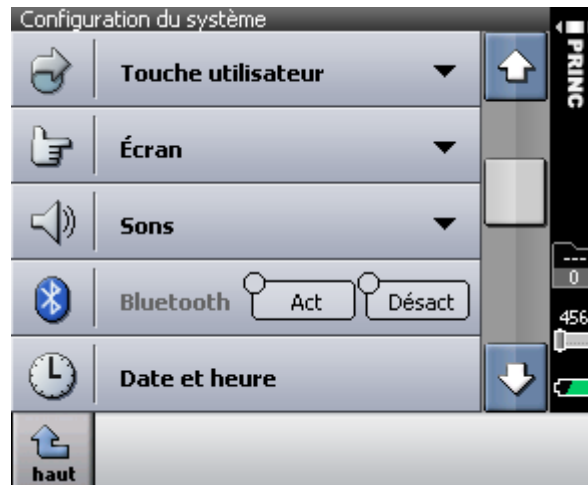 Configuration du système
Touche utilisateur
Écran
Sons
Bluetooth Act Désact
Date et heure
haut
PRINC
---
0
456